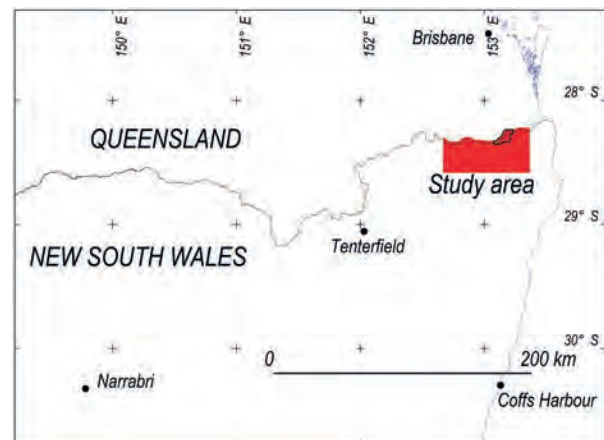 150° E
151° E
152° E
153° E
Brisbane
28° S
QUEENSLAND
Study area
29° S
Tenterfield
NEW SOUTH WALES
30° S
0
200 km
Narrabri
Coffs Harbour